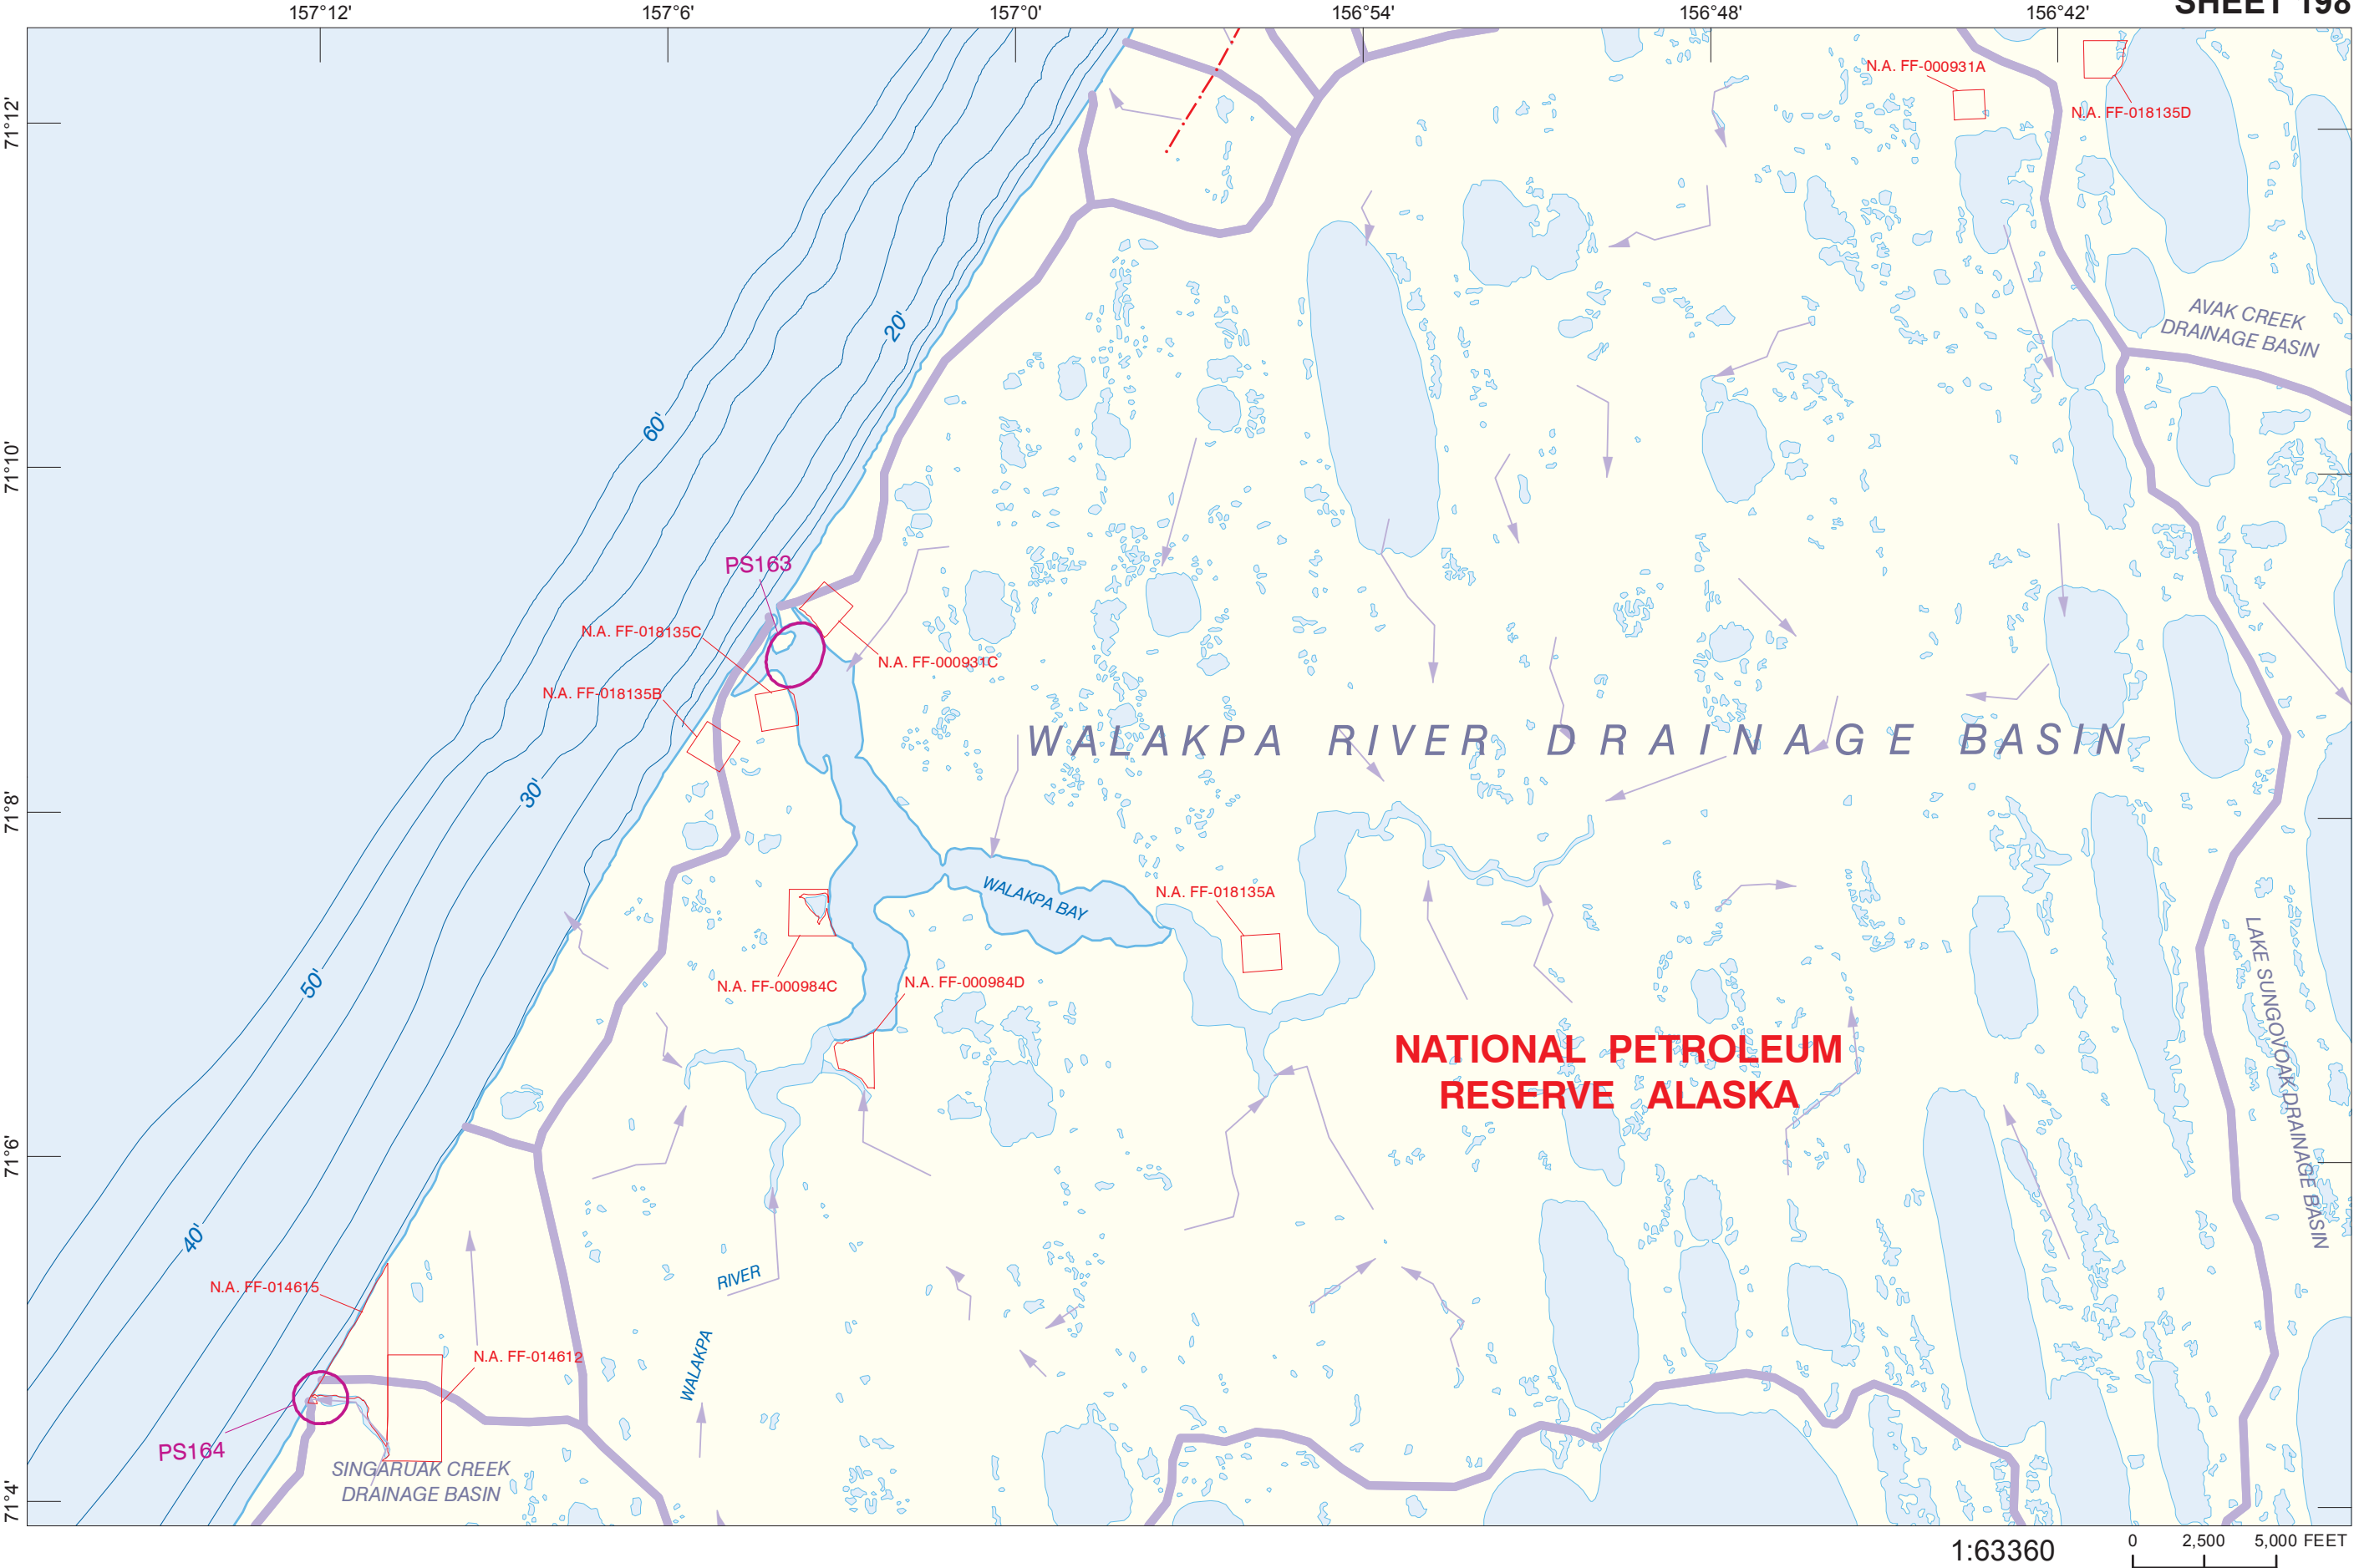 SHEET 198
157°12'
157°6'
157°0'
156°54'
156°48'
156°42'
71°12'
71°10'
71°8'
71°6'
71°4'
N.A. FF-000931A
N.A. FF-018135D
20'
AVAK CREEK
DRAINAGE BASIN
60'
PS163
N.A. FF-018135C
N.A. FF-000931C
N.A. FF-018135B
WALAKPA RIVER DRAINAGE BASIN
30'
WALAKPA BAY
N.A. FF-018135A
50'
N.A. FF-000984C
N.A. FF-000984D
LAKE SUNGOVOAK DRAINAGE BASIN
NATIONAL PETROLEUM
RESERVE ALASKA
40'
RIVER
WALAKPA
N.A. FF-014615
N.A. FF-014612
PS164
SINGARUAK CREEK
DRAINAGE BASIN
1:63360
0 2,500 5,000 FEET